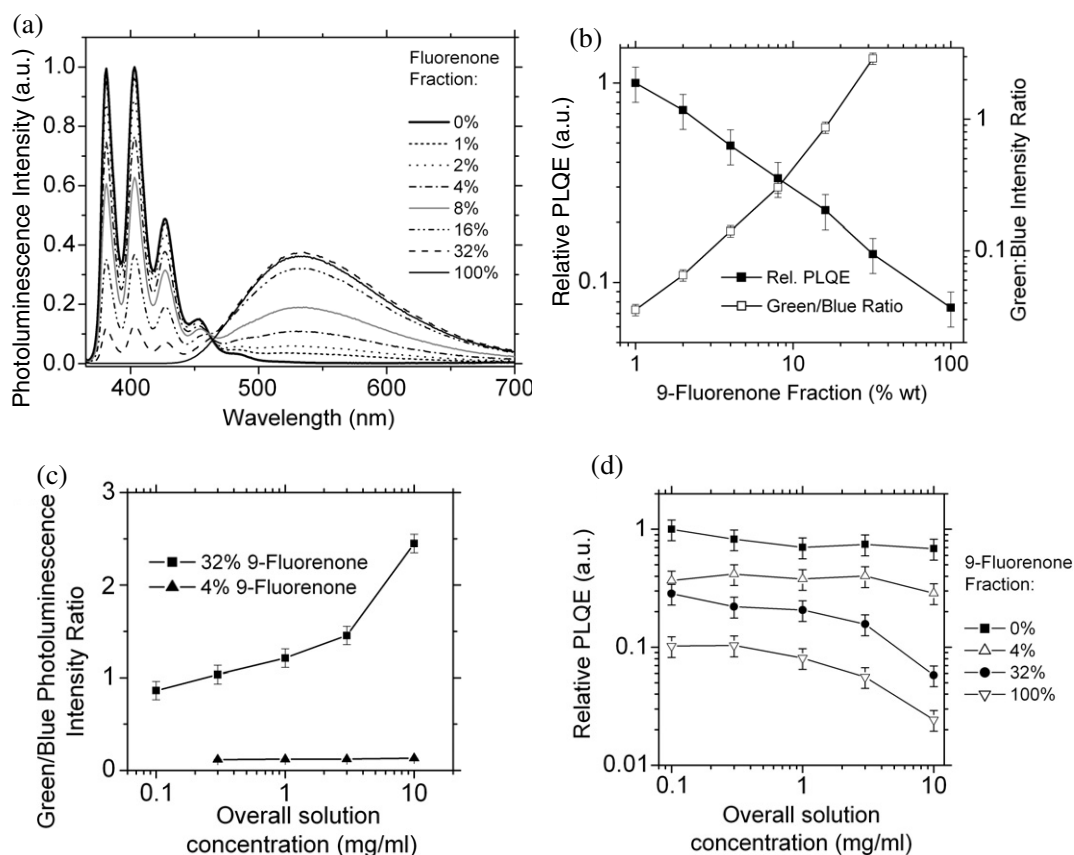 (a)
Photoluminescence Intensity (a.u.)
1.0
0.8
0.6
0.4
0.2
0.0
400
500
600
700
Wavelength (nm)
Fluorenone
Fraction:
0%
1%
2%
4%
8%
16%
32%
100%
(b)
Relative PLQE (a.u.)
1
0.1
Rel. PLQE
Green/Blue Ratio
1
10
100
9-Fluorenone Fraction (% wt)
1
0.1
Green:Blue Intensity Ratio
(c)
Green/Blue Photoluminescence
Intensity Ratio
3
2
1
0
32% 9-Fluorenone
4% 9-Fluorenone
0.1
1
10
Overall solution
concentration (mg/ml)
(d)
Relative PLQE (a.u.)
1
0.1
0.01
0.1
1
10
Overall solution
concentration (mg/ml)
9-Fluorenone
Fraction:
0%
4%
32%
100%